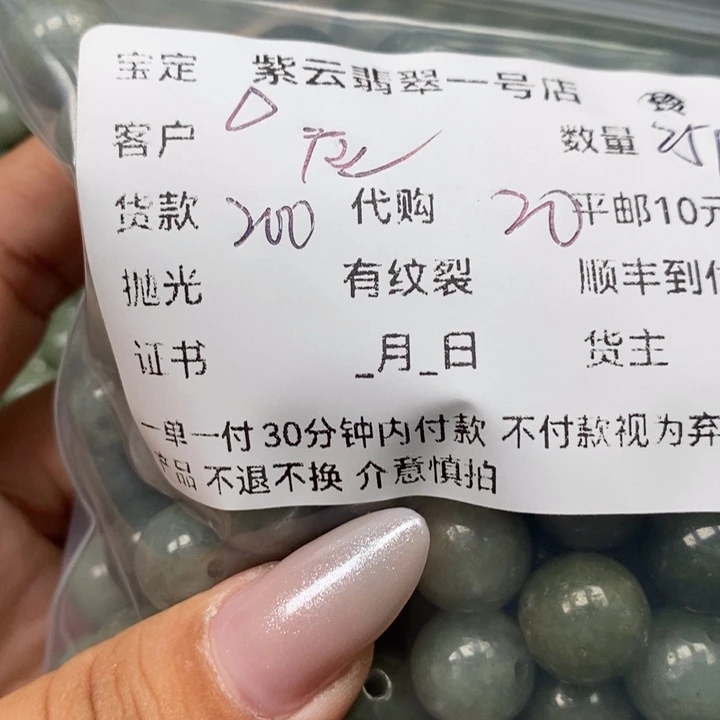 宝定 紫云翡翠一号店
客户 数量 25
货款 200 代购 20 平邮10元
抛光 有纹裂 顺丰到付
证书 _月_日 货主
一单一付 30分钟内付款 不付款视为弃
产品 不退不换 介意慎拍